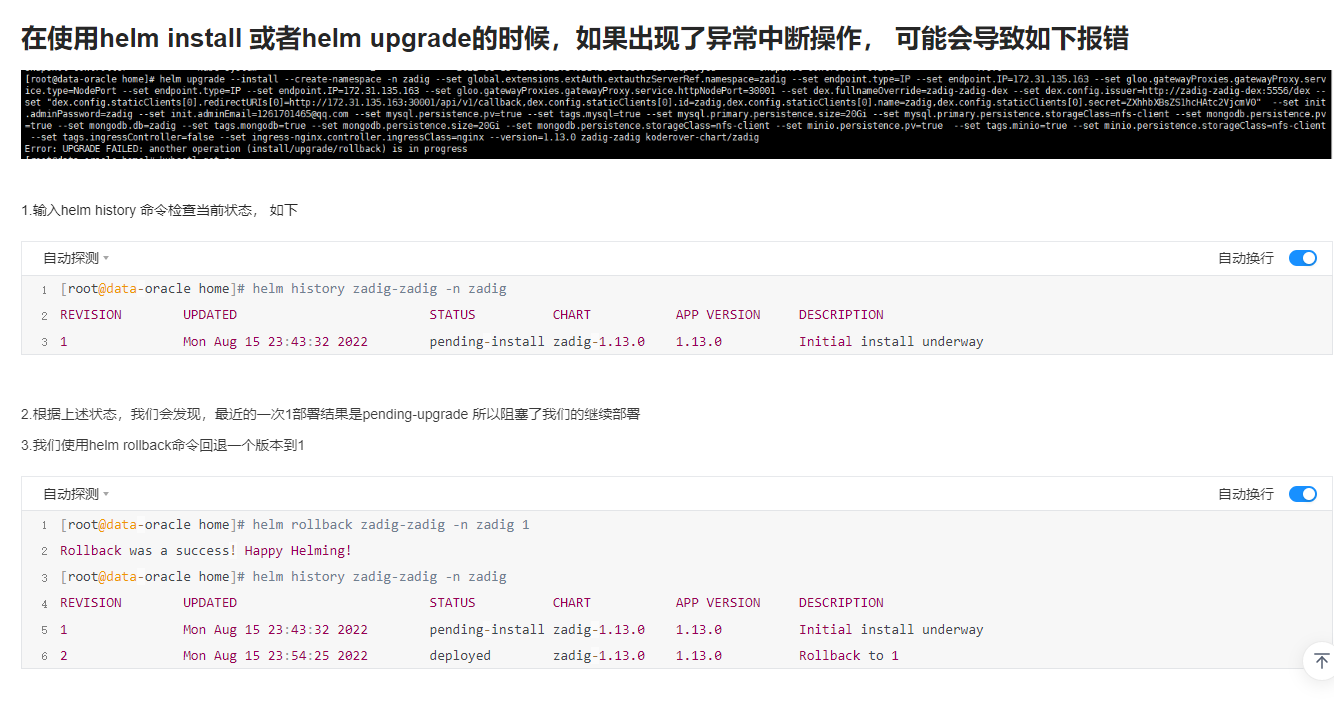 在使用helm install 或者helm upgrade的时候，如果出现了异常中断操作， 可能会导致如下报错
[root@data-oracle home]# helm upgrade --install --create-namespace -n zadig --set global.extensions.extAuth.extauthzServerRef.namespace=zadig --set endpoint.type=IP --set endpoint.IP=172.31.135.163 --set gloo.gatewayProxies.gatewayProxy.serv
ice.type=NodePort --set endpoint.type=IP --set endpoint.IP=172.31.135.163 --set gloo.gatewayProxies.gatewayProxy.service.httpNodePort=30001 --set dex.fullnameOverride=zadig-zadig-dex --set dex.config.issuer=http://zadig-zadig-dex:5556/dex --
set "dex.config.staticClients[0].redirectURIs[0]=http://172.31.135.163:30001/api/v1/callback,dex.config.staticClients[0].id=zadig,dex.config.staticClients[0].name=zadig,dex.config.staticClients[0].secret=ZXhhbXBsZS1hcHAtc2VjcmV0"  --set init
.adminPassword=zadig --set init.adminEmail=1261701465@qq.com --set mysql.persistence.pv=true --set tags.mysql=true --set mysql.primary.persistence.size=20Gi --set mysql.primary.persistence.storageClass=nfs-client --set mongodb.persistence.pv
=true --set mongodb.db=zadig --set tags.mongodb=true --set mongodb.persistence.size=20Gi --set mongodb.persistence.storageClass=nfs-client --set minio.persistence.pv=true  --set tags.minio=true --set minio.persistence.storageClass=nfs-client
--set tags.ingressController=false --set ingress-nginx.controller.ingressClass=nginx --version=1.13.0 zadig-zadig koderover-chart/zadig
Error: UPGRADE FAILED: another operation (install/upgrade/rollback) is in progress
1.输入helm history 命令检查当前状态， 如下
自动探测 自动换行
1 [root@data-oracle home]# helm history zadig-zadig -n zadig
2 REVISION UPDATED STATUS CHART APP VERSION DESCRIPTION
3 1 Mon Aug 15 23:43:32 2022 pending-install zadig-1.13.0 1.13.0 Initial install underway
2.根据上述状态，我们会发现，最近的一次1部署结果是pending-upgrade 所以阻塞了我们的继续部署
3.我们使用helm rollback命令回退一个版本到1
自动探测 自动换行
1 [root@data-oracle home]# helm rollback zadig-zadig -n zadig 1
2 Rollback was a success! Happy Helming!
3 [root@data-oracle home]# helm history zadig-zadig -n zadig
4 REVISION UPDATED STATUS CHART APP VERSION DESCRIPTION
5 1 Mon Aug 15 23:43:32 2022 pending-install zadig-1.13.0 1.13.0 Initial install underway
6 2 Mon Aug 15 23:54:25 2022 deployed zadig-1.13.0 1.13.0 Rollback to 1